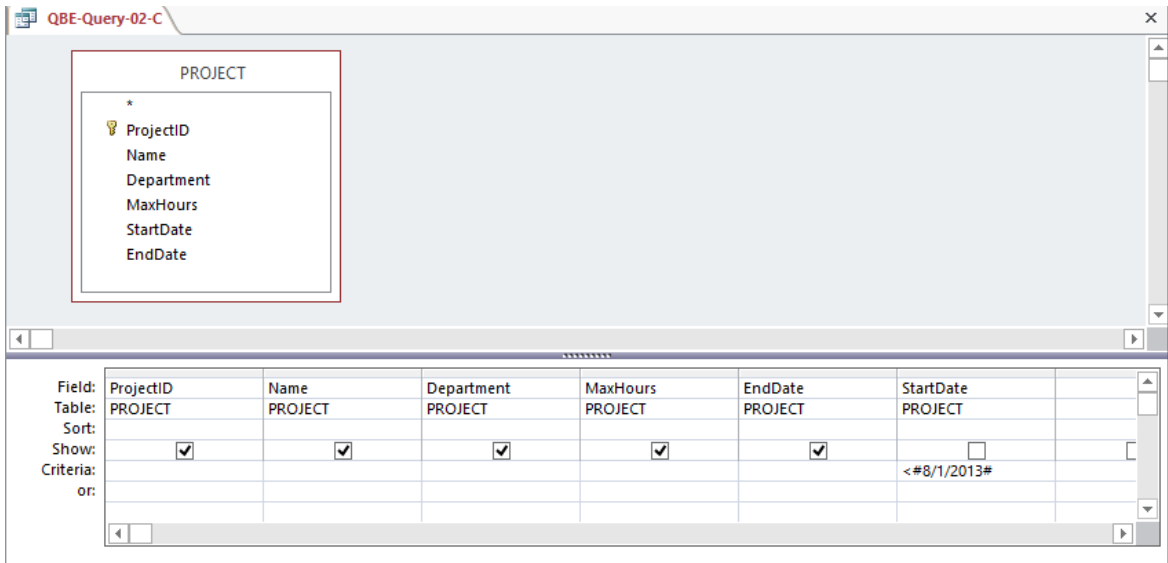 QBE-Query-02-C
PROJECT
*
ProjectID
Name
Department
MaxHours
StartDate
EndDate
Field: ProjectID Name Department MaxHours EndDate StartDate
Table: PROJECT PROJECT PROJECT PROJECT PROJECT PROJECT
Sort:
Show:
Criteria: <#8/1/2013#
or: